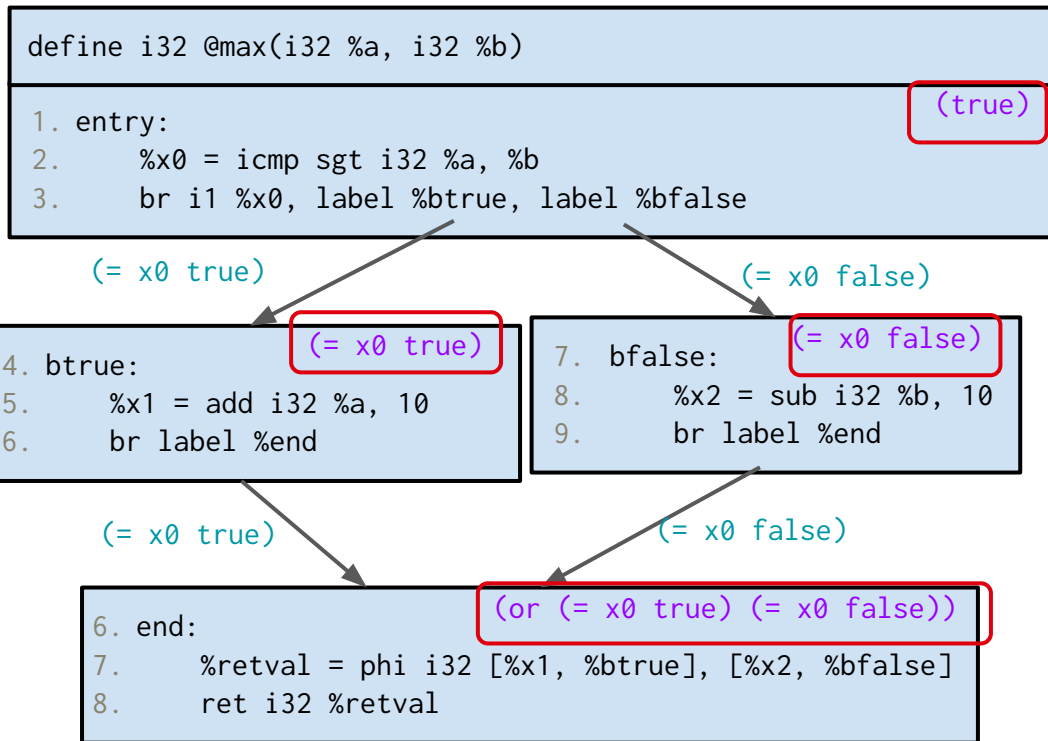 define i32 @max(i32 %a, i32 %b)
(true)
1. entry:
2. %x0 = icmp sgt i32 %a, %b
3. br i1 %x0, label %btrue, label %bfalse
(= x0 true)
(= x0 false)
(= x0 true)
4. btrue:
5. %x1 = add i32 %a, 10
6. br label %end
(= x0 false)
7. bfalse:
8. %x2 = sub i32 %b, 10
9. br label %end
(= x0 true)
(= x0 false)
(or (= x0 true) (= x0 false))
6. end:
7. %retval = phi i32 [%x1, %btrue], [%x2, %bfalse]
8. ret i32 %retval